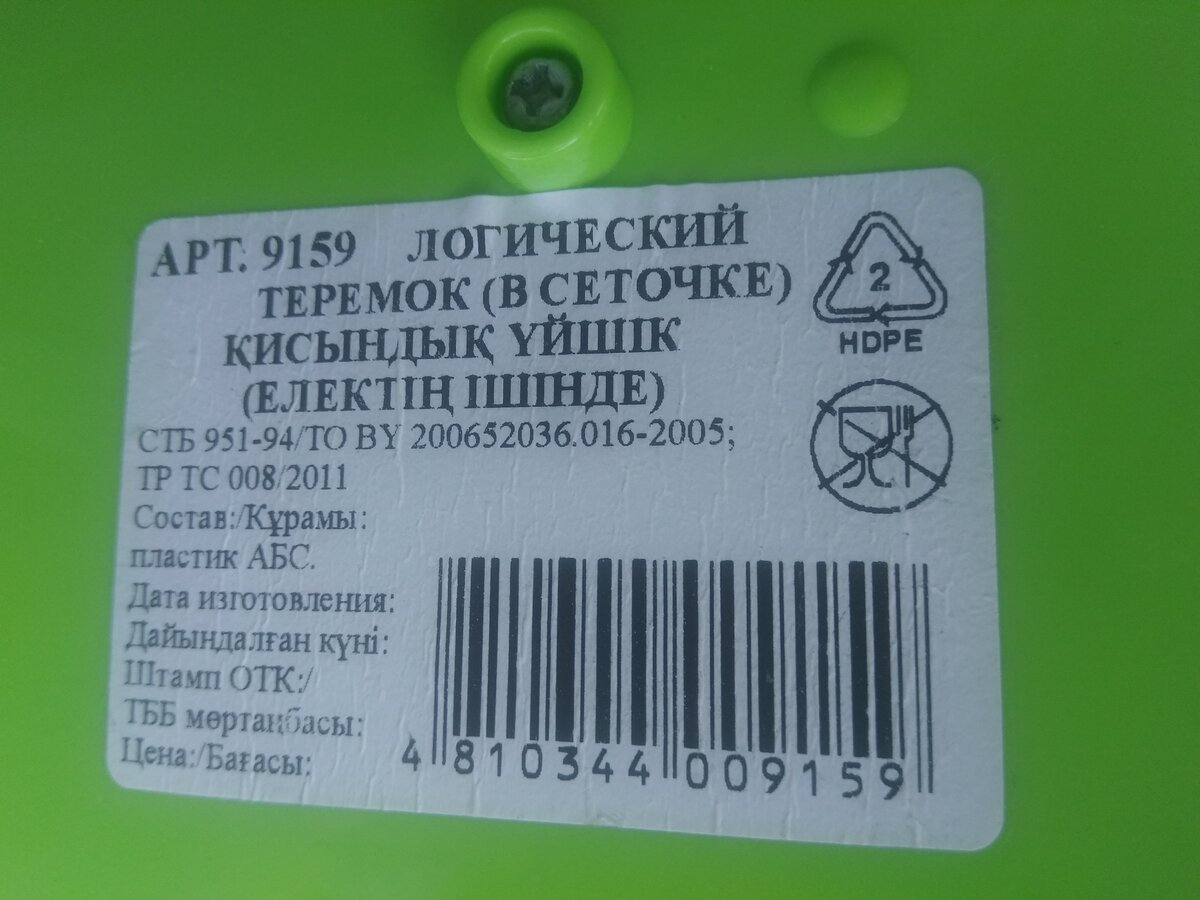 АРТ. 9159 ЛОГИЧЕСКИЙ
ТЕРЕМОК (В СЕТОЧКЕ)
ҚИСЫНДЫҚ ҮЙШІК
(ЕЛЕКТІҢ ІШІНДЕ)
2
HDPE
СТБ 951-94/ТО BY 200652036.016-2005;
ТР ТС 008/2011
Состав:/Құрамы:
пластик АБС.
Дата изготовления:
Дайындалған күні:
Штамп ОТК:/
ТББ мөртаңбасы:
Цена:/Бағасы:
4 810344 009159